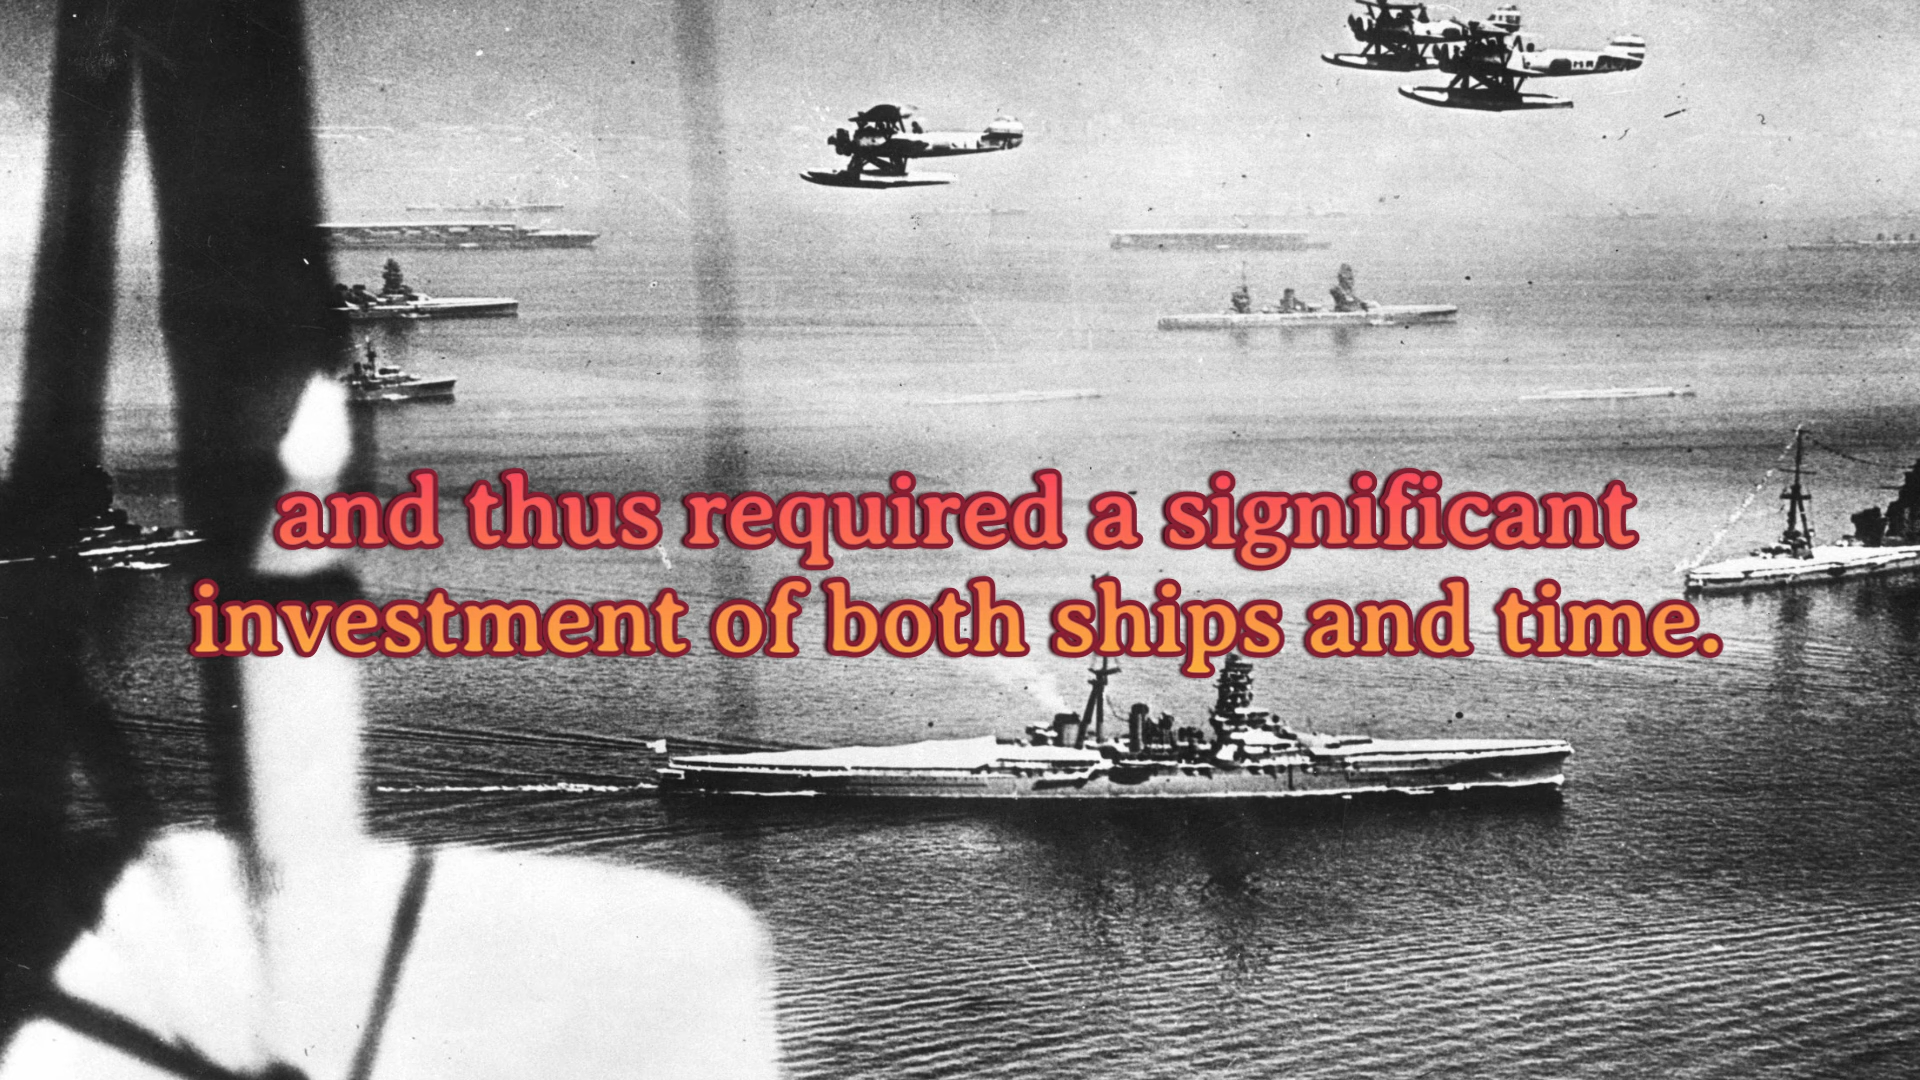 and thus required a significant
investment of both ships and time.